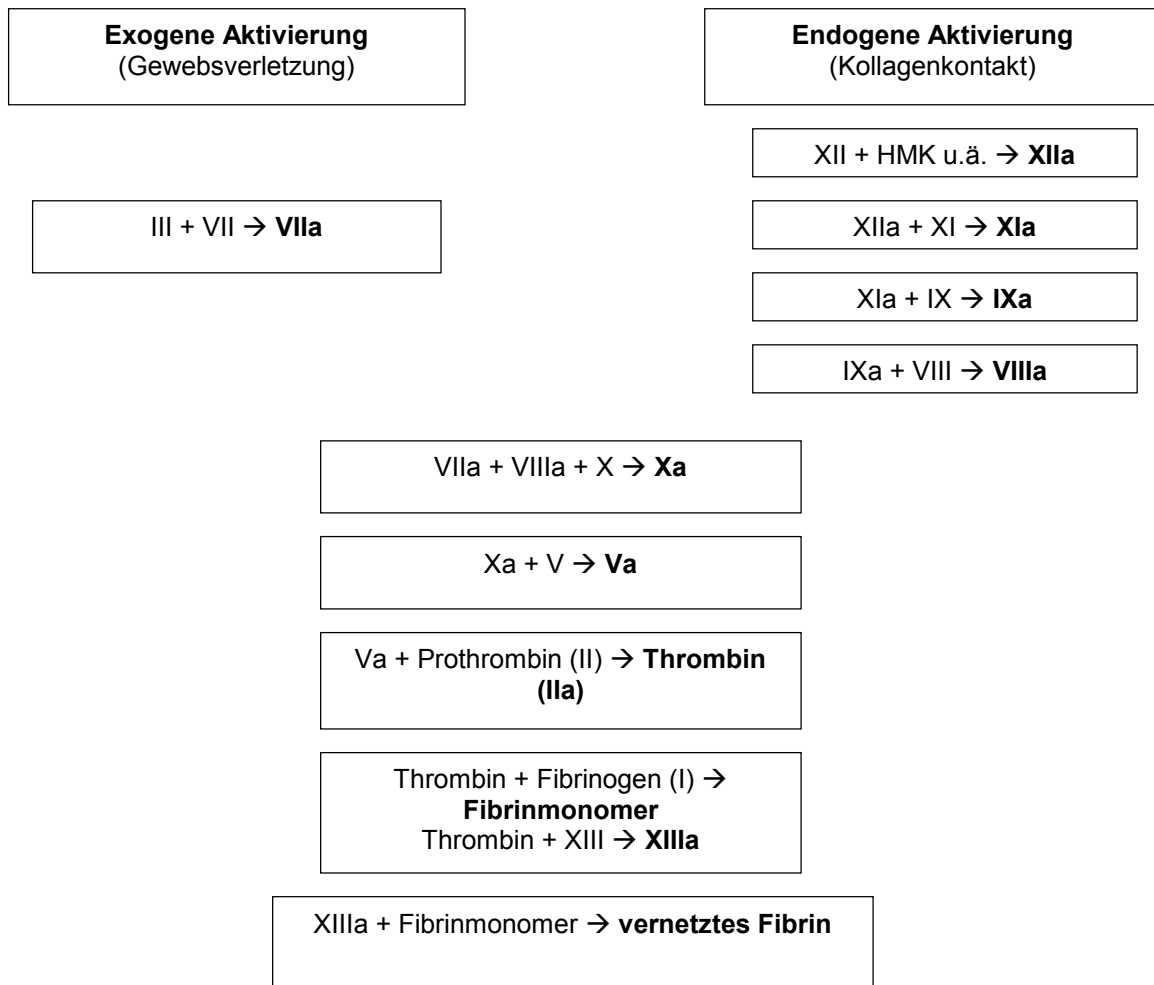 Exogene Aktivierung
(Gewebsverletzung)
Endogene Aktivierung
(Kollagenkontakt)
XII + HMK u.ä. → XIIa
III + VII → VIIa
XIIa + XI → XIa
XIa + IX → IXa
IXa + VIII → VIIIa
VIIa + VIIIa + X → Xa
Xa + V → Va
Va + Prothrombin (II) → Thrombin
(IIa)
Thrombin + Fibrinogen (I) →
Fibrinmonomer
Thrombin + XIII → XIIIa
XIIIa + Fibrinmonomer → vernetztes Fibrin